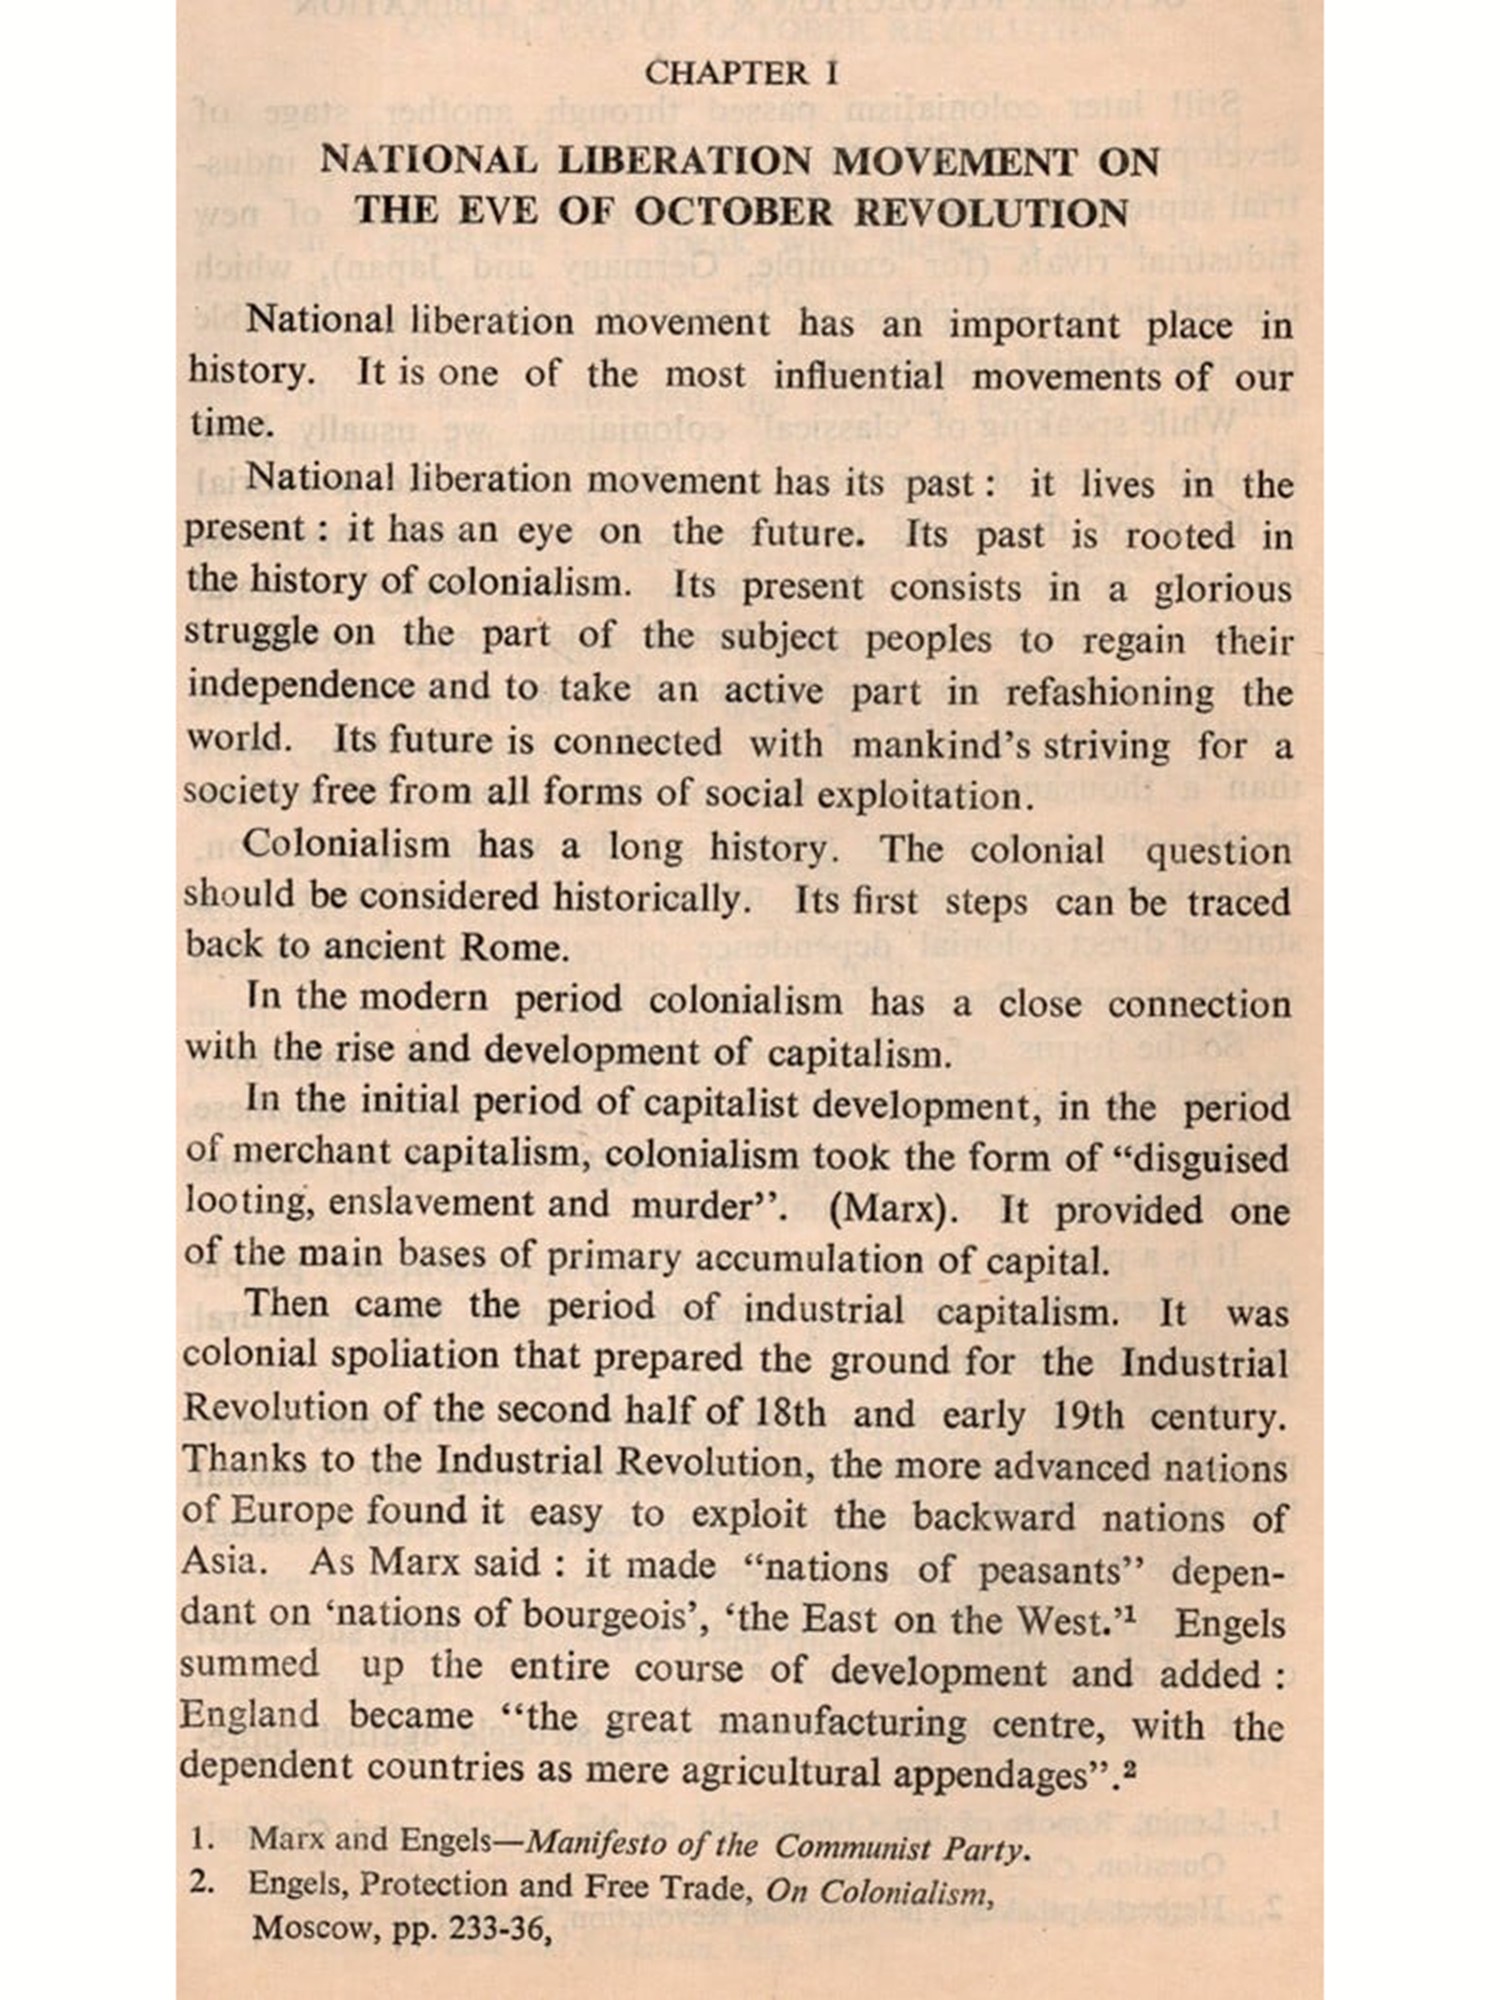 CHAPTER I
NATIONAL LIBERATION MOVEMENT ON
THE EVE OF OCTOBER REVOLUTION
National liberation movement has an important place in
history. It is one of the most influential movements of our
time.
National liberation movement has its past : it lives in the
present : it has an eye on the future. Its past is rooted in
the history of colonialism. Its present consists in a glorious
struggle on the part of the subject peoples to regain their
independence and to take an active part in refashioning the
world. Its future is connected with mankind's striving for a
society free from all forms of social exploitation.
Colonialism has a long history. The colonial question
should be considered historically. Its first steps can be traced
back to ancient Rome.
In the modern period colonialism has a close connection
with the rise and development of capitalism.
In the initial period of capitalist development, in the period
of merchant capitalism, colonialism took the form of “disguised
looting, enslavement and murder”. (Marx). It provided one
of the main bases of primary accumulation of capital.
Then came the period of industrial capitalism. It was
colonial spoliation that prepared the ground for the Industrial
Revolution of the second half of 18th and early 19th century.
Thanks to the Industrial Revolution, the more advanced nations
of Europe found it easy to exploit the backward nations of
Asia. As Marx said : it made “nations of peasants” depen-
dant on ‘nations of bourgeois’, ‘the East on the West.’¹ Engels
summed up the entire course of development and added :
England became “the great manufacturing centre, with the
dependent countries as mere agricultural appendages”.²
1. Marx and Engels—Manifesto of the Communist Party.
2. Engels, Protection and Free Trade, On Colonialism,
Moscow, pp. 233-36,